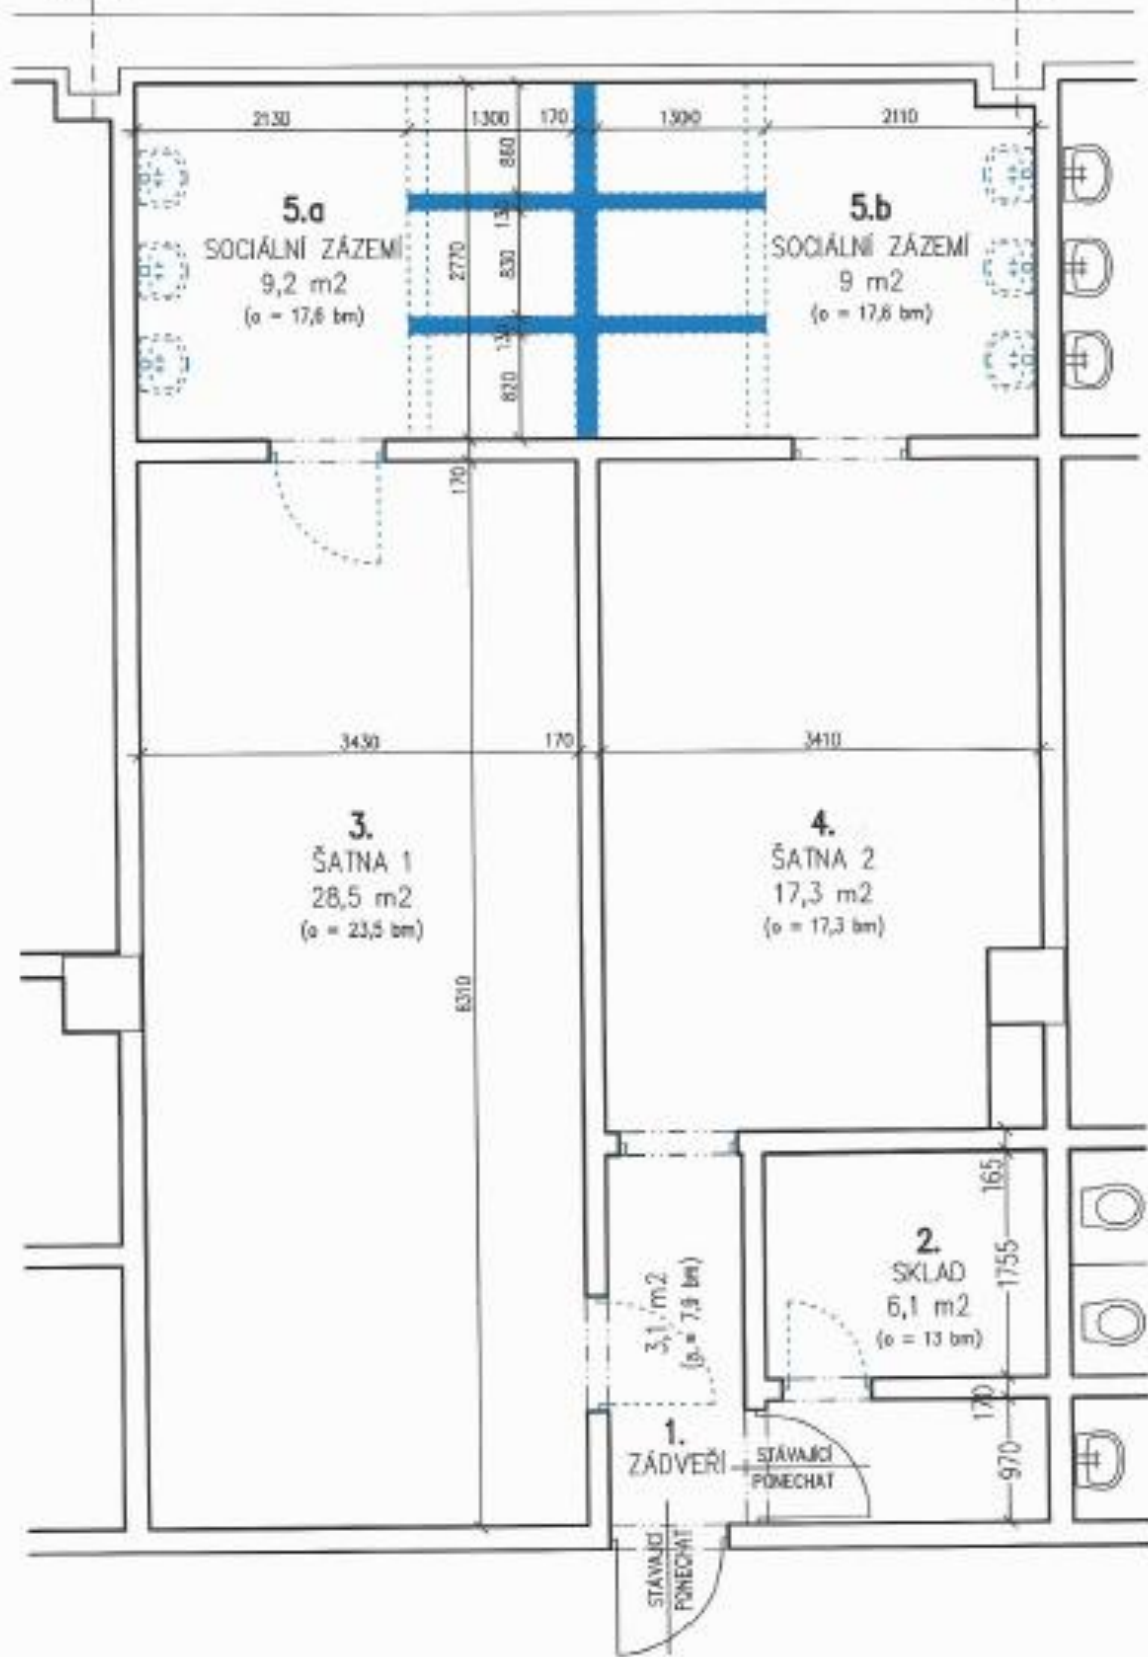 2130
1300
170
1300
2110
860
130
830
130
820
2770
5.a
SOCIÁLNÍ ZÁZEMÍ
9,2 m2
(o = 17,6 bm)
5.b
SOCIÁLNÍ ZÁZEMÍ
9 m2
(o = 17,6 bm)
170
3430
170
3410
3.
ŠATNA 1
28,5 m2
(o = 23,5 bm)
4.
ŠATNA 2
17,3 m2
(o = 17,3 bm)
8310
165
1755
2.
SKLAD
6,1 m2
(o = 13 bm)
3,1 m2
(o = 7,9 bm)
170
970
1.
ZÁDVEŘÍ
STÁVAJÍCÍ
PONECHAT
STÁVAJÍCÍ
PONECHAT